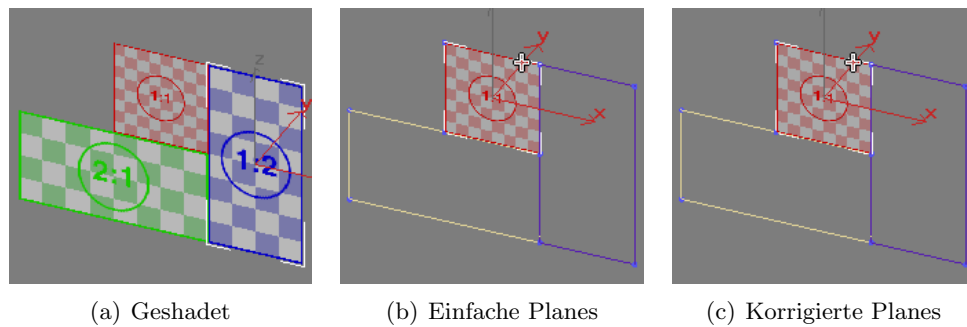 z
y
1:1
1:2
2:1
y
x
1:1
y
x
1:1
(a) Geshadet
(b) Einfache Planes
(c) Korrigierte Planes